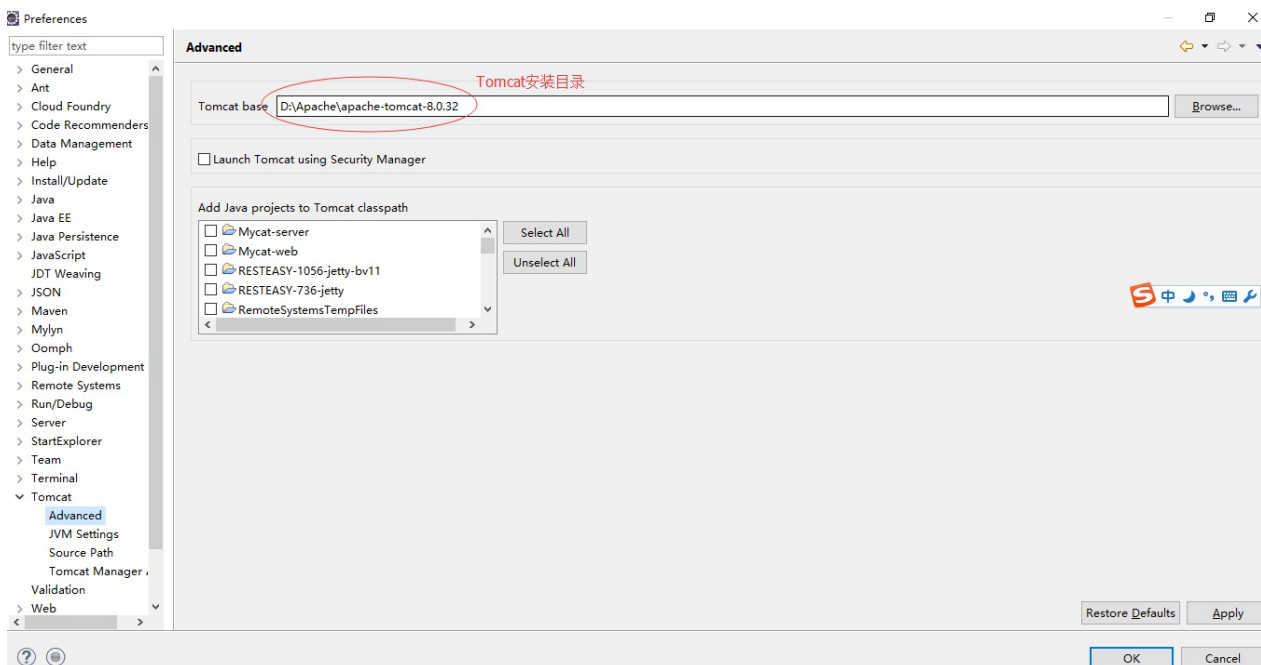 Preferences
type filter text
General
Ant
Cloud Foundry
Code Recommenders
Data Management
Help
Install/Update
Java
Java EE
Java Persistence
JavaScript
JDT Weaving
JSON
Maven
Mylyn
Oomph
Plug-in Development
Remote Systems
Run/Debug
Server
StartExplorer
Team
Terminal
Tomcat
Advanced
JVM Settings
Source Path
Tomcat Manager
Validation
Web
Advanced
Tomcat安装目录
Tomcat base D:\Apache\apache-tomcat-8.0.32 Browse...
Launch Tomcat using Security Manager
Add Java projects to Tomcat classpath
Mycat-server
Mycat-web
RESTEASY-1056-jetty-bv11
RESTEASY-736-jetty
RemoteSystemsTempFiles
Select All
Unselect All
中
Restore Defaults Apply
OK Cancel